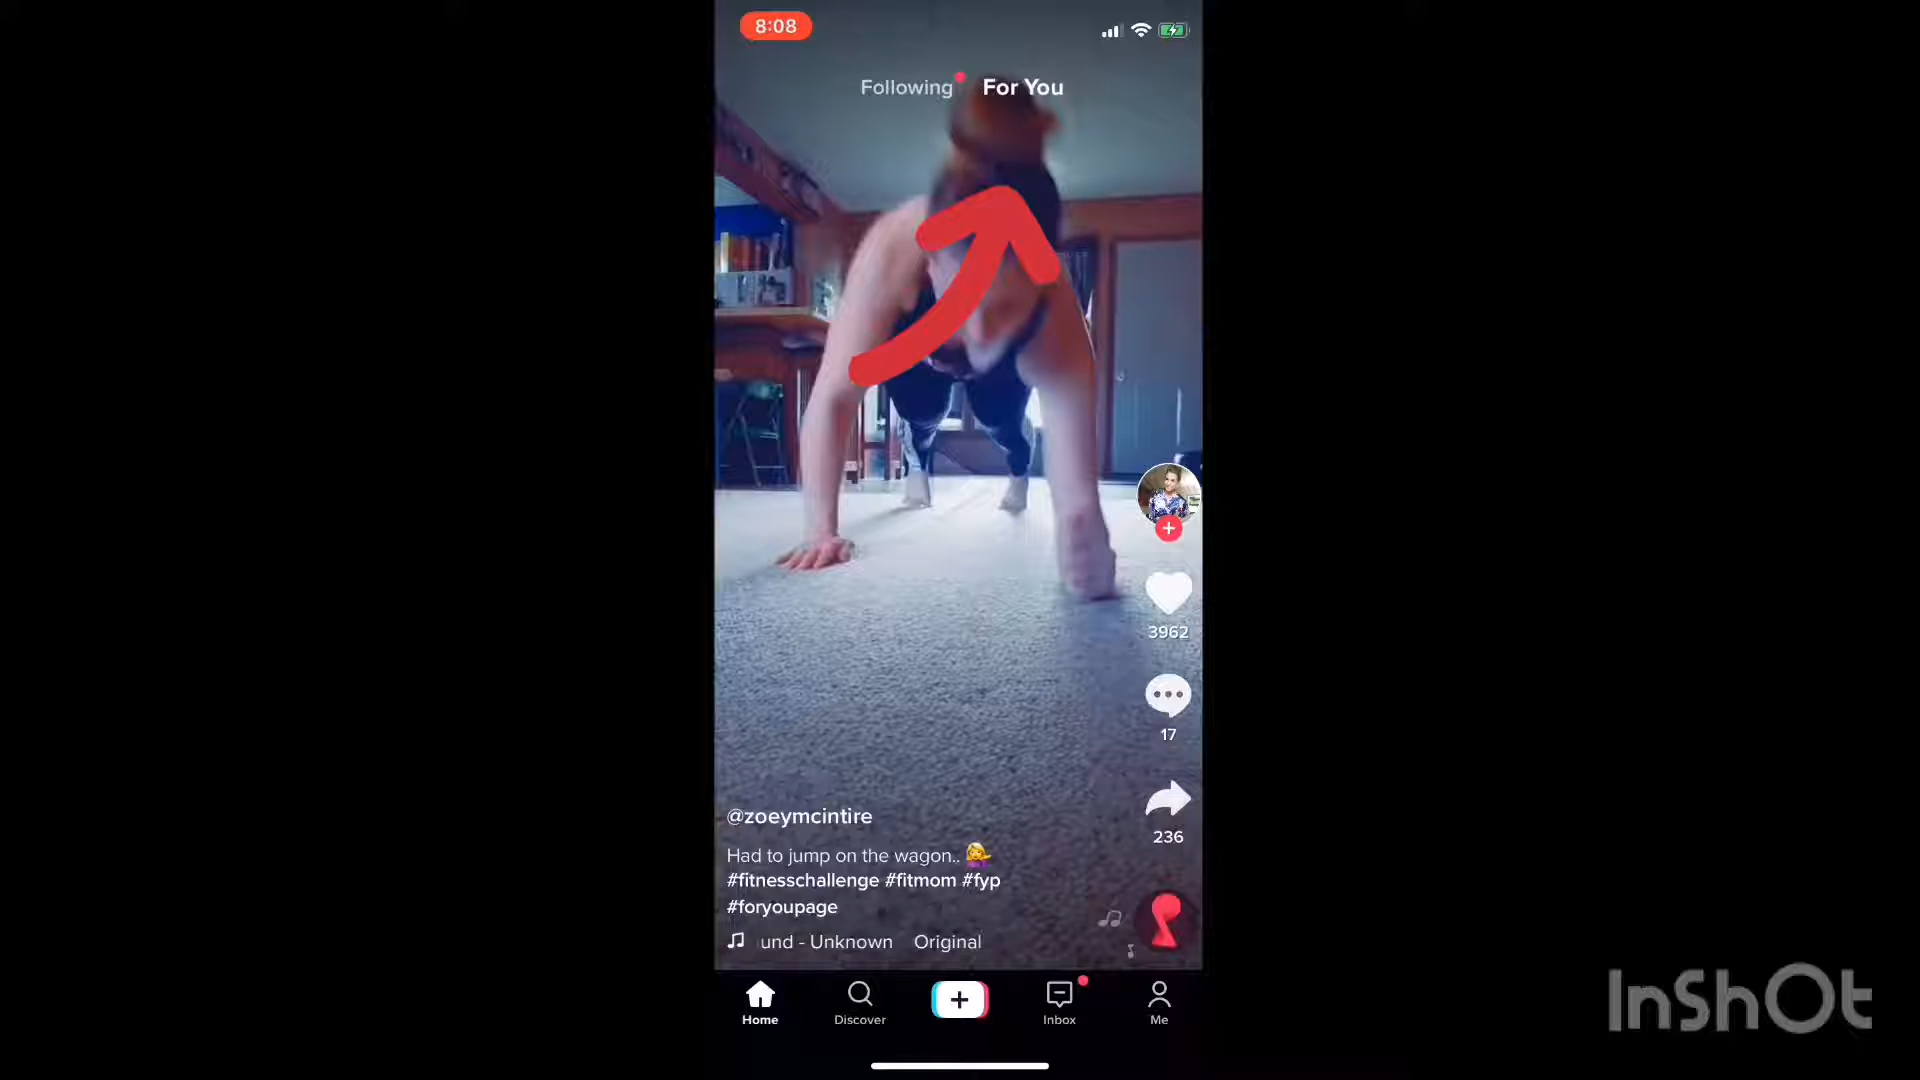 8:08
Following For You
3962
17
236
@zoeymcintire
Had to jump on the wagon..
#fitnesschallenge #fitmom #fyp
#foryoupage
und - Unknown Original
Home Discover Inbox Me
InShOt